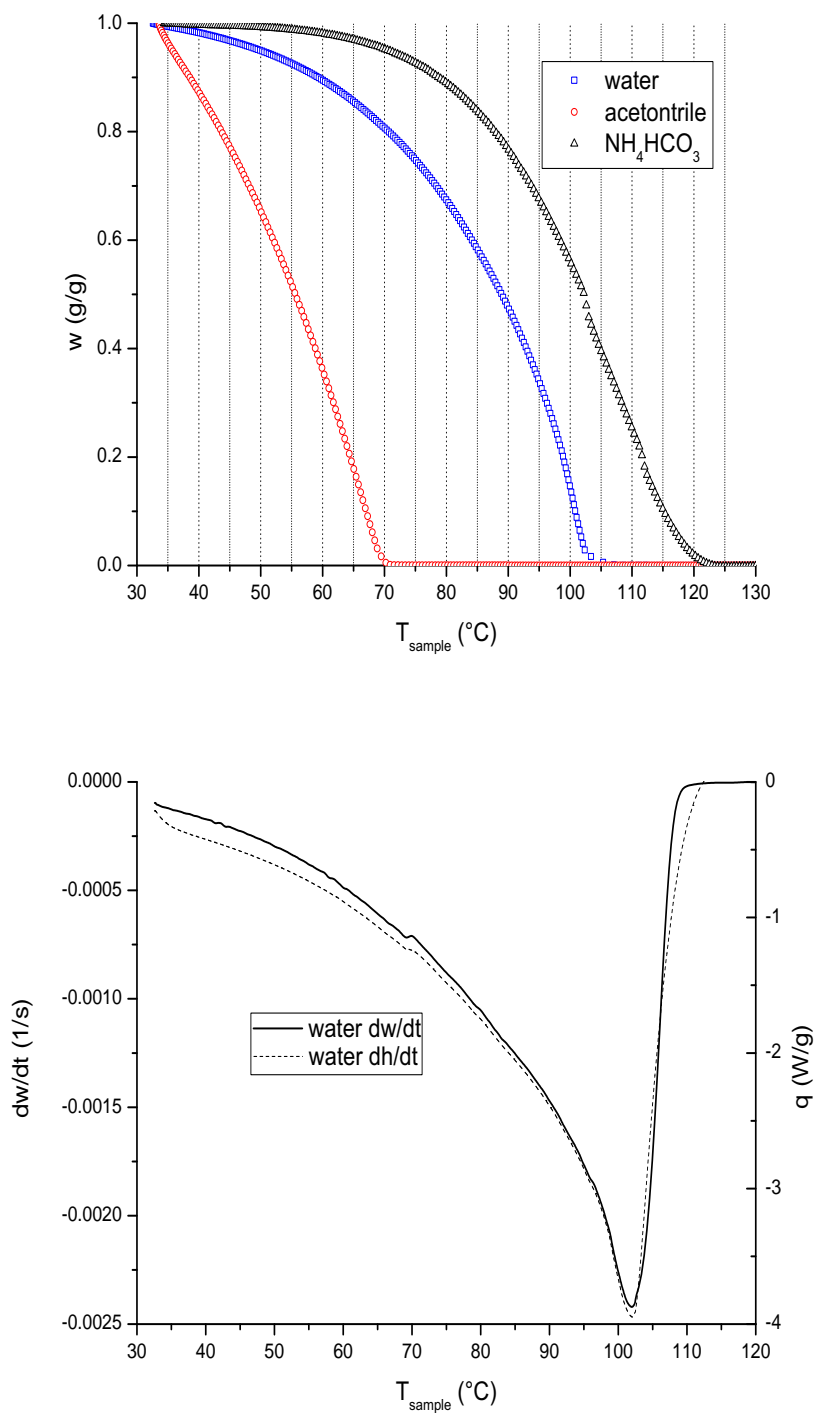 1.0
0.8
0.6
0.4
0.2
0.0
w (g/g)
water
acetontrile
NH4HCO3
30 40 50 60 70 80 90 100 110 120 130
Tsample (°C)
0.0000
-0.0005
-0.0010
-0.0015
-0.0020
-0.0025
dw/dt (1/s)
water dw/dt
water dh/dt
0
-1
-2
-3
-4
q (W/g)
30 40 50 60 70 80 90 100 110 120
Tsample (°C)